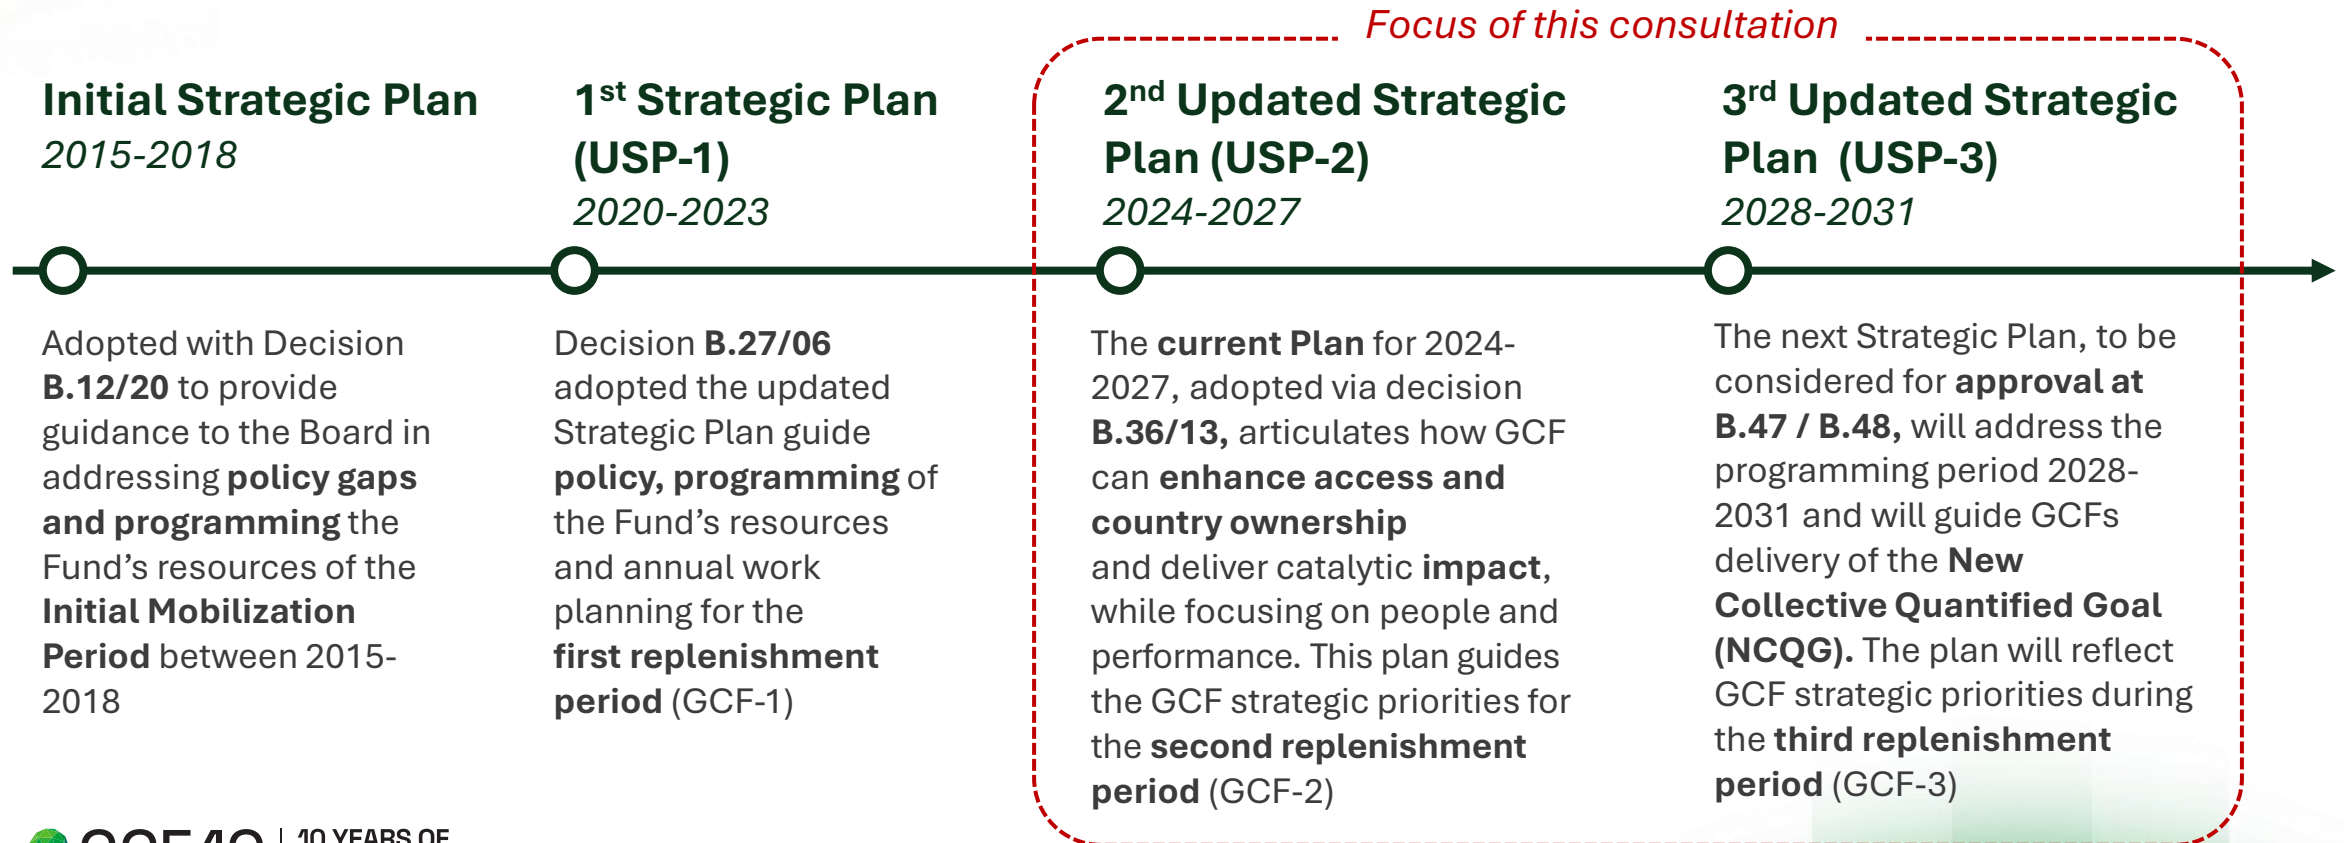 Focus of this consultation
Initial Strategic Plan
2015-2018
1st Strategic Plan
(USP-1)
2020-2023
2nd Updated Strategic
Plan (USP-2)
2024-2027
3rd Updated Strategic
Plan (USP-3)
2028-2031
Adopted with Decision
B.12/20 to provide
guidance to the Board in
addressing policy gaps
and programming the
Fund’s resources of the
Initial Mobilization
Period between 2015-
2018
Decision B.27/06
adopted the updated
Strategic Plan guide
policy, programming of
the Fund’s resources
and annual work
planning for the
first replenishment
period (GCF-1)
The current Plan for 2024-
2027, adopted via decision
B.36/13, articulates how GCF
can enhance access and
country ownership
and deliver catalytic impact,
while focusing on people and
performance. This plan guides
the GCF strategic priorities for
the second replenishment
period (GCF-2)
The next Strategic Plan, to be
considered for approval at
B.47 / B.48, will address the
programming period 2028-
2031 and will guide GCFs
delivery of the New
Collective Quantified Goal
(NCQG). The plan will reflect
GCF strategic priorities during
the third replenishment
period (GCF-3)
10 YEARS OF